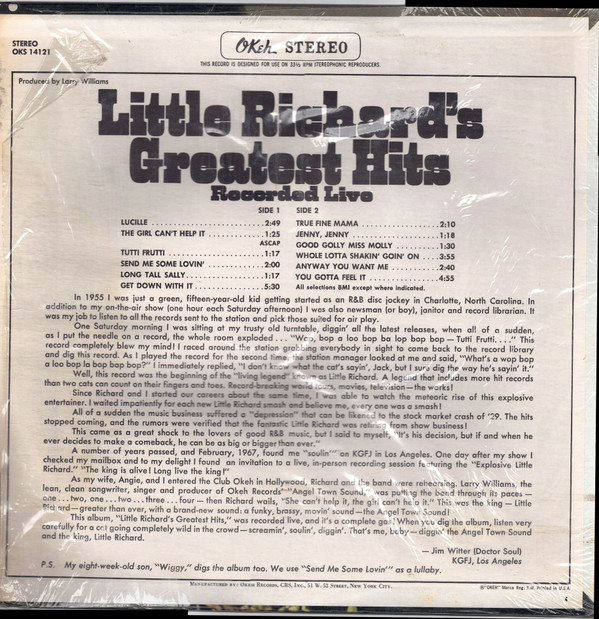 STEREO
OKS 14121
OKeh STEREO
THIS RECORD IS DESIGNED FOR USE ON 33⅓ RPM STEREOPHONIC REPRODUCERS.
Produced by Larry Williams
Little Richard's
Greatest Hits
Recorded Live
SIDE 1
LUCILLE ........................2:49
THE GIRL CAN'T HELP IT ............1:25
ASCAP
TUTTI FRUTTI ....................1:17
SEND ME SOME LOVIN' ..............2:00
LONG TALL SALLY..................1:17
GET DOWN WITH IT ................5:30
SIDE 2
TRUE FINE MAMA ..................2:10
JENNY, JENNY ....................1:18
GOOD GOLLY MISS MOLLY ............1:30
WHOLE LOTTA SHAKIN' GOIN' ON ....3:55
ANYWAY YOU WANT ME ..............2:40
YOU GOTTA FEEL IT ................4:55
All selections BMI except where indicated.
In 1955 I was just a green, fifteen-year-old kid getting started as an R&B disc jockey in Charlotte, North Carolina. In
addition to my on-the-air show (one hour each Saturday afternoon) I was also newsman (or boy), janitor and record librarian. It
was my job to listen to all the records sent to the station and pick those suited for air play.
One Saturday morning I was sitting at my trusty old turntable, diggin' all the latest releases, when all of a sudden,
as I put the needle on a record, the whole room exploded . . . "Wop, bop a loo bop ba lop bop bop — Tutti Frutti. . . ." This
record completely blew my mind! I raced around the station grabbing everybody in sight to come back to the record library
and dig this record. As I played the record for the second time, the station manager looked at me and said, "What's a wop bop
a loo bop lo bop bop bop?" I immediately replied, "I don't know what the cat's sayin', Jack, but I sure dig the way he's sayin' it."
Well, this record was the beginning of the "living legend" known as Little Richard. A legend that includes more hit records
than two cats can count on their fingers and toes. Record-breaking world tours, movies, television—the works!
Since Richard and I started our careers about the same time, I was able to watch the meteoric rise of this explosive
entertainer. I waited impatiently for each new Little Richard smash and believe me, every one was a smash!
All of a sudden the music business suffered a "depression" that can be likened to the stock market crash of '29. The hits
stopped coming, and the rumors were verified that the fantastic Little Richard was retiring from show business!
This came as a great shock to the lovers of good R&B music, but I said to myself, "It's his decision, but if and when he
ever decides to make a comeback, he can be as big or bigger than ever."
A number of years passed, and February, 1967, found me "soulin'" on KGFJ in Los Angeles. One day after my show I
checked my mailbox and to my delight I found an invitation to a live, in-person recording session featuring the "Explosive Little
Richard." "The king is alive! Long live the king!"
As my wife, Angie, and I entered the Club Okeh in Hollywood, Richard and the band were rehearsing. Larry Williams, the
lean, clean songwriter, singer and producer of Okeh Records' "Angel Town Sound," was putting the band through its paces —
one . . . two, one . . . two . . . three . . . four — then Richard wails, "She can't help it, the girl can't help it." This was the king — Little
Richard—greater than ever, with a brand-new sound: a funky, brassy, movin' sound—the Angel Town Sound!
This album, "Little Richard's Greatest Hits," was recorded live, and it's a complete gas! When you dig the album, listen very
carefully for a cat going completely wild in the crowd—screamin', soulin', diggin'. That's me, baby—diggin' the Angel Town Sound
and the king, Little Richard.
— Jim Witter (Doctor Soul)
KGFJ, Los Angeles
P.S. My eight-week-old son, "Wiggy," digs the album too. We use "Send Me Some Lovin'" as a lullaby.
MANUFACTURED BY: OKEH RECORDS, CBS, INC., 51 W. 52 STREET, NEW YORK CITY.
®"OKEH" Marca Reg. T.M. Printed in U.S.A.
4